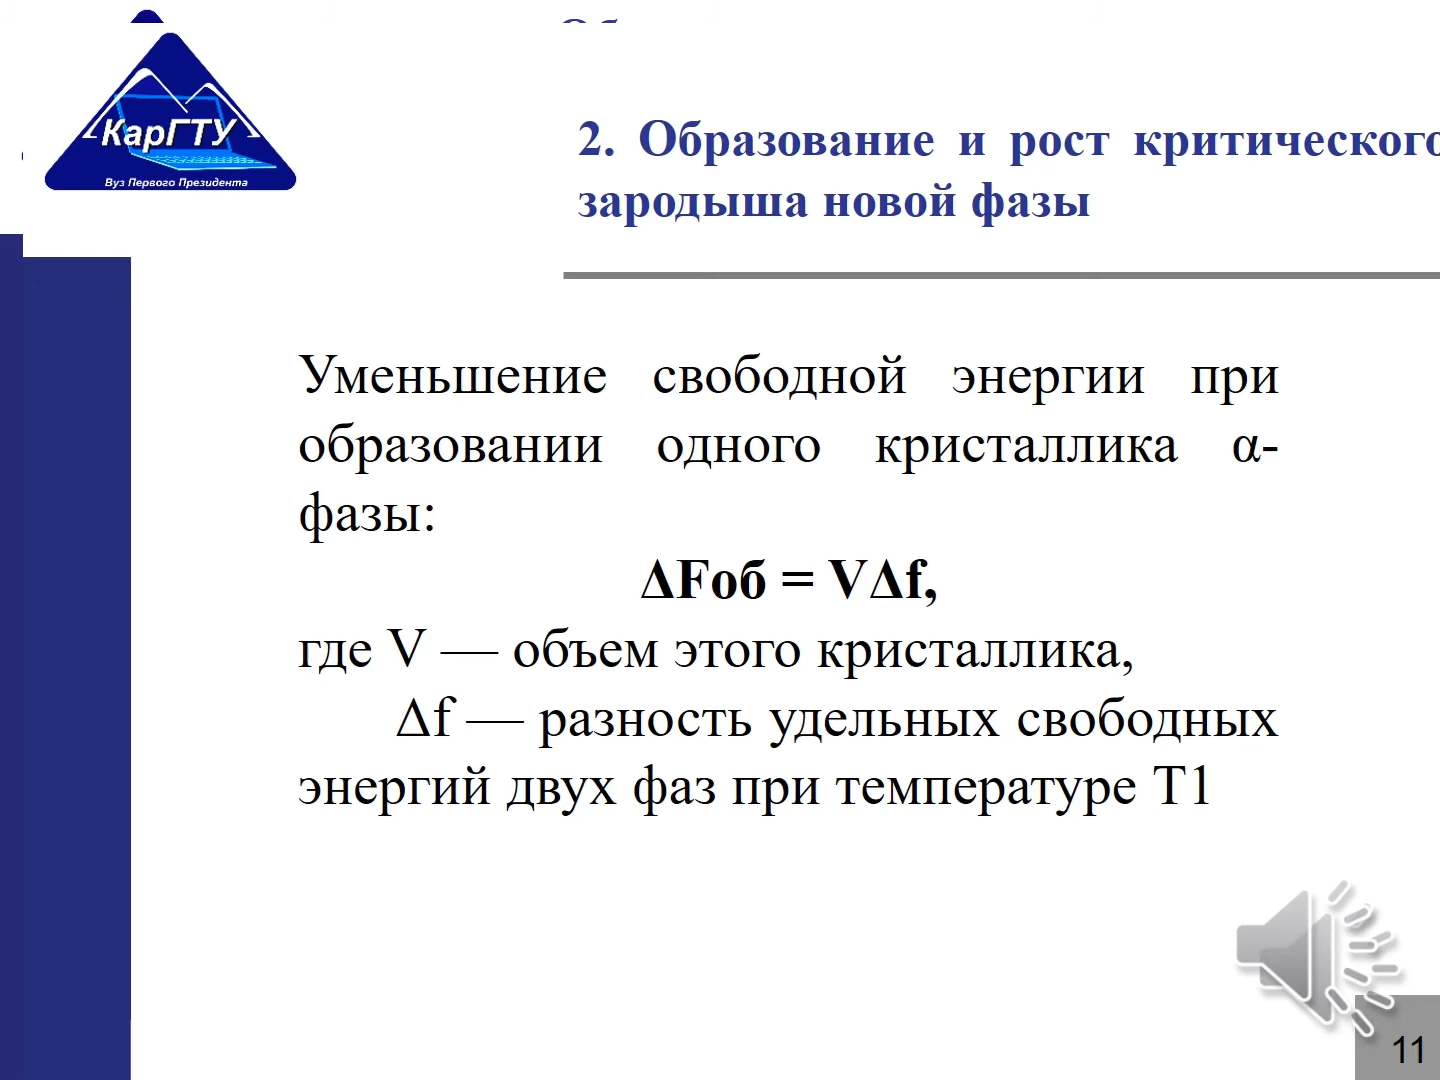 КарГТУ
Вуз Первого Президента
2. Образование и рост критического
зародыша новой фазы
Уменьшение свободной энергии при
образовании одного кристаллика α-
фазы:
ΔFоб = VΔf,
где V — объем этого кристаллика,
Δf — разность удельных свободных
энергий двух фаз при температуре T1
11